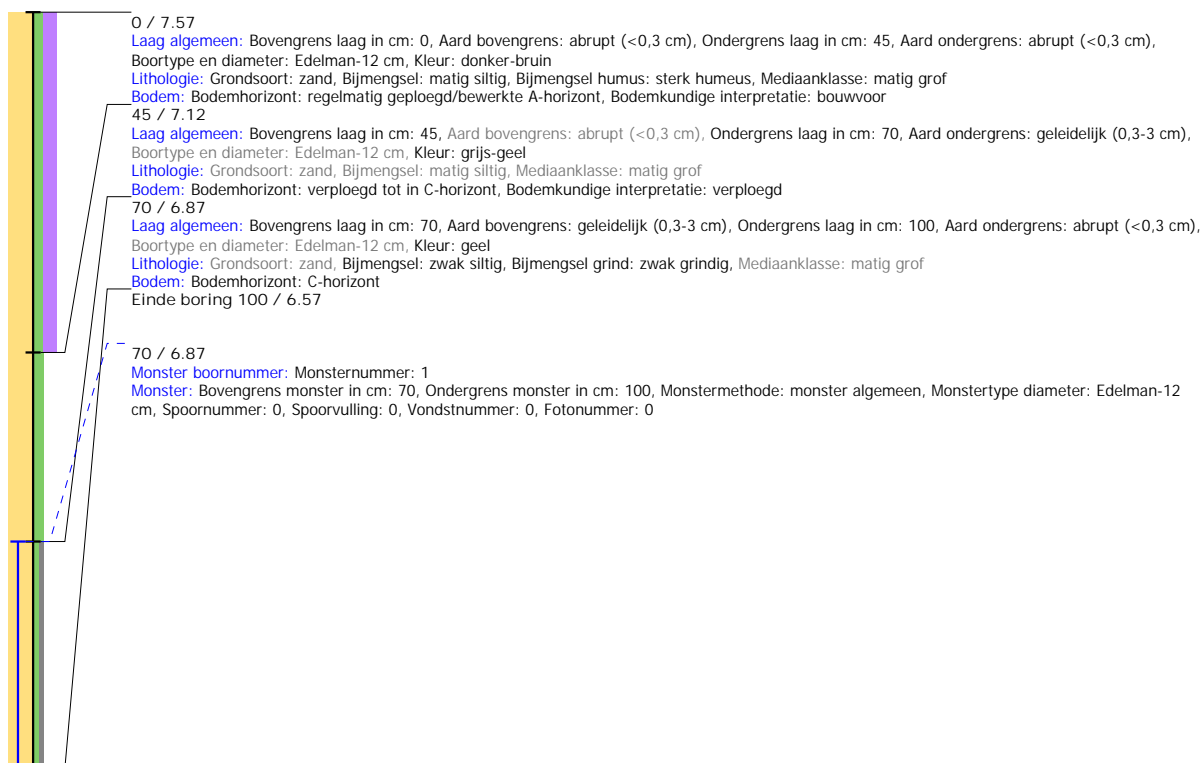 0 / 7.57
Laag algemeen: Bovengrens laag in cm: 0, Aard bovengrens: abrupt (<0,3 cm), Ondergrens laag in cm: 45, Aard ondergrens: abrupt (<0,3 cm),
Boortype en diameter: Edelman-12 cm, Kleur: donker-bruin
Lithologie: Grondsoort: zand, Bijmengsel: matig siltig, Bijmengsel humus: sterk humeus, Mediaanklasse: matig grof
Bodem: Bodemhorizont: regelmatig geploegd/bewerkte A-horizont, Bodemkundige interpretatie: bouwvoor
45 / 7.12
Laag algemeen: Bovengrens laag in cm: 45, Aard bovengrens: abrupt (<0,3 cm), Ondergrens laag in cm: 70, Aard ondergrens: geleidelijk (0,3-3 cm),
Boortype en diameter: Edelman-12 cm, Kleur: grijs-geel
Lithologie: Grondsoort: zand, Bijmengsel: matig siltig, Mediaanklasse: matig grof
Bodem: Bodemhorizont: verploegd tot in C-horizont, Bodemkundige interpretatie: verploegd
70 / 6.87
Laag algemeen: Bovengrens laag in cm: 70, Aard bovengrens: geleidelijk (0,3-3 cm), Ondergrens laag in cm: 100, Aard ondergrens: abrupt (<0,3 cm),
Boortype en diameter: Edelman-12 cm, Kleur: geel
Lithologie: Grondsoort: zand, Bijmengsel: zwak siltig, Bijmengsel grind: zwak grindig, Mediaanklasse: matig grof
Bodem: Bodemhorizont: C-horizont
Einde boring 100 / 6.57
70 / 6.87
Monster boornummer: Monsternummer: 1
Monster: Bovengrens monster in cm: 70, Ondergrens monster in cm: 100, Monstermethode: monster algemeen, Monstertype diameter: Edelman-12
cm, Spoornummer: 0, Spoorvulling: 0, Vondstnummer: 0, Fotonummer: 0